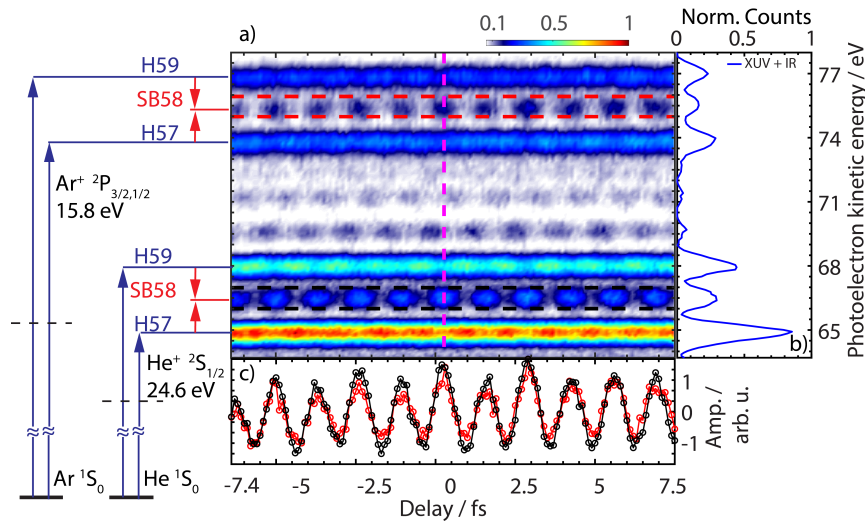 a)
0.1
1
Norm. Counts
0
0.5
1
H59
SB58
H57
Ar⁺ ²P3/2,1/2
15.8 eV
H59
SB58
H57
He⁺ ²S1/2
24.6 eV
Ar ¹S0
He ¹S0
XUV + IR
77
74
71
68
65
Photoelectron kinetic energy / eV
b)
c)
1
0
-1
Amp. /
arb. u.
-7.4
-5
-2.5
0
2.5
5
7.5
Delay / fs